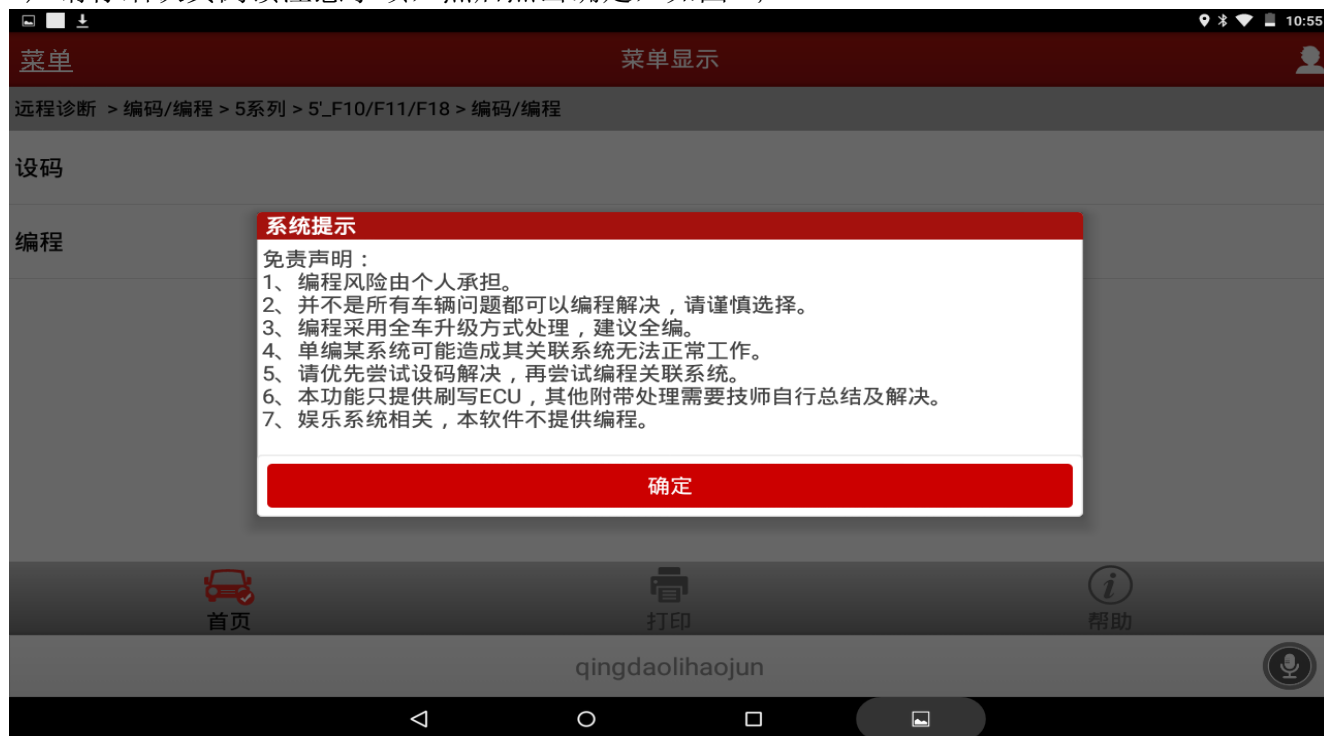 10:55
菜单
菜单显示
远程诊断 > 编码/编程 > 5系列 > 5'_F10/F11/F18 > 编码/编程
设码
编程
系统提示
免责声明：
1、 编程风险由个人承担。
2、 并不是所有车辆问题都可以编程解决，请谨慎选择。
3、 编程采用全车升级方式处理，建议全编。
4、 单编某系统可能造成其关联系统无法正常工作。
5、 请优先尝试设码解决，再尝试编程关联系统。
6、 本功能只提供刷写ECU，其他附带处理需要技师自行总结及解决。
7、 娱乐系统相关，本软件不提供编程。
确定
首页
打印
帮助
qingdaolihaojun